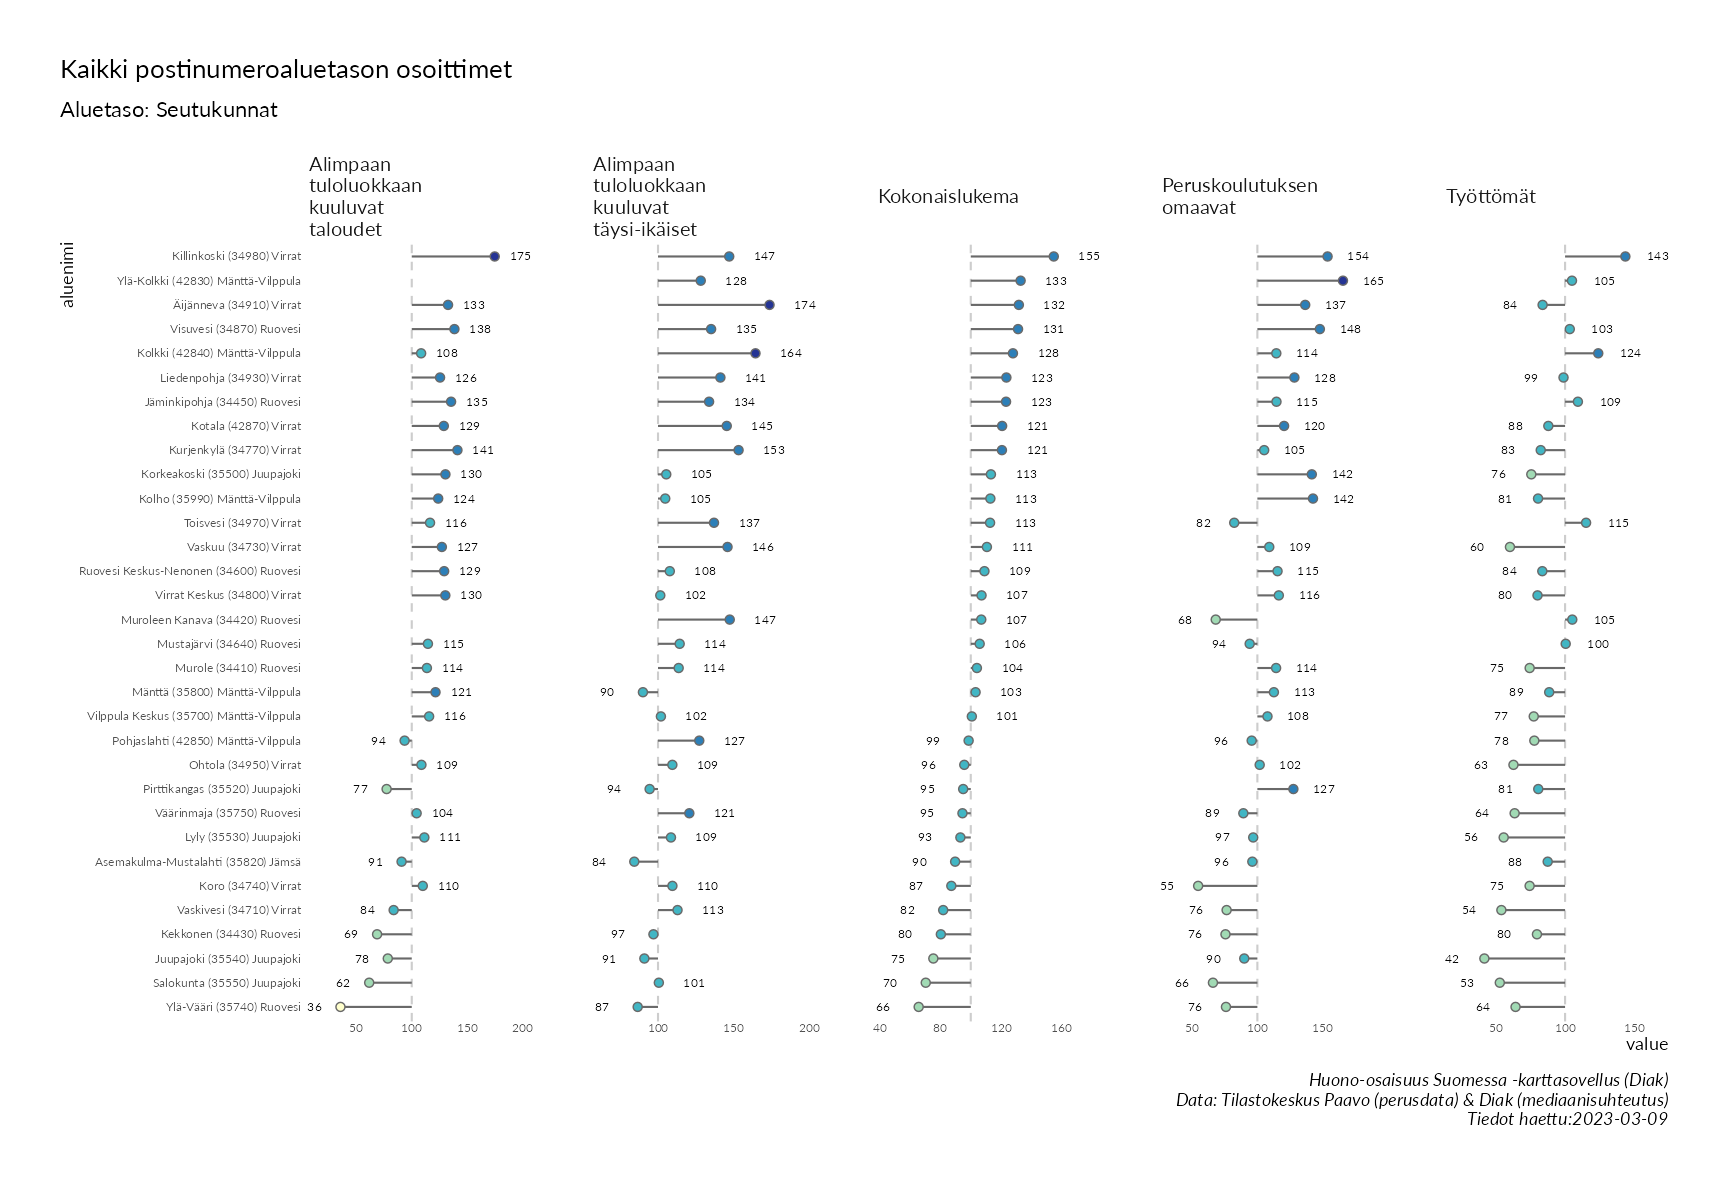 Kaikki postinumeroaluetason osoittimet
Aluetaso: Seutukunnat
Alimpaan
tuloluokkaan
kuuluvat
taloudet
Alimpaan
tuloluokkaan
kuuluvat
täysi-ikäiset
Kokonaislukema
Peruskoulutuksen
omaavat
Työttömät
aluenimi
Killinkoski (34980) Virrat 175 147 155 154 143
Ylä-Kolkki (42830) Mänttä-Vilppula 128 133 165 105
Äijänneva (34910) Virrat 133 174 132 137 84
Visuvesi (34870) Ruovesi 138 135 131 148 103
Kolkki (42840) Mänttä-Vilppula 108 164 128 114 124
Liedenpohja (34930) Virrat 126 141 123 128 99
Jäminkipohja (34450) Ruovesi 135 134 123 115 109
Kotala (42870) Virrat 129 145 121 120 88
Kurjenkylä (34770) Virrat 141 153 121 105 83
Korkeakoski (35500) Juupajoki 130 105 113 142 76
Kolho (35990) Mänttä-Vilppula 124 105 113 142 81
Toisvesi (34970) Virrat 116 137 113 82 115
Vaskuu (34730) Virrat 127 146 111 109 60
Ruovesi Keskus-Nenonen (34600) Ruovesi 129 108 109 115 84
Virrat Keskus (34800) Virrat 130 102 107 116 80
Muroleen Kanava (34420) Ruovesi 147 107 68 105
Mustajärvi (34640) Ruovesi 115 114 106 94 100
Murole (34410) Ruovesi 114 114 104 114 75
Mänttä (35800) Mänttä-Vilppula 121 90 103 113 89
Vilppula Keskus (35700) Mänttä-Vilppula 116 102 101 108 77
Pohjaslahti (42850) Mänttä-Vilppula 94 127 99 96 78
Ohtola (34950) Virrat 109 109 96 102 63
Pirttikangas (35520) Juupajoki 77 94 95 127 81
Väärinmaja (35750) Ruovesi 104 121 95 89 64
Lyly (35530) Juupajoki 111 109 93 97 56
Asemakulma-Mustalahti (35820) Jämsä 91 84 90 96 88
Koro (34740) Virrat 110 110 87 55 75
Vaskivesi (34710) Virrat 84 113 82 76 54
Kekkonen (34430) Ruovesi 69 97 80 76 80
Juupajoki (35540) Juupajoki 78 91 75 90 42
Salokunta (35550) Juupajoki 62 101 70 66 53
Ylä-Vääri (35740) Ruovesi 36 87 66 76 64
50 100 150 200 100 150 200 40 80 120 160 50 100 150 50 100 150
value
Huono-osaisuus Suomessa -karttasovellus (Diak)
Data: Tilastokeskus Paavo (perusdata) & Diak (mediaanisuhteutus)
Tiedot haettu:2023-03-09